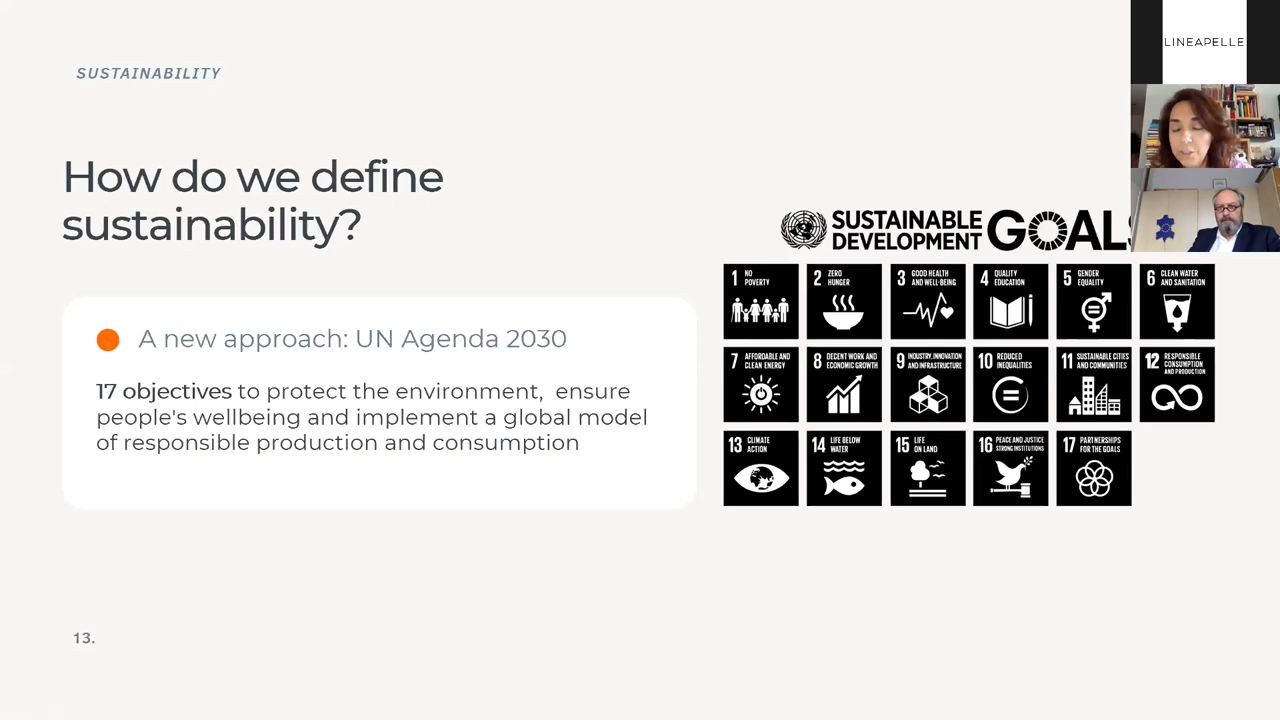 SUSTAINABILITY
LINEAPELLE
How do we define
sustainability?
SUSTAINABLE
DEVELOPMENT
GOALS
A new approach: UN Agenda 2030
17 objectives to protect the environment, ensure
people's wellbeing and implement a global model
of responsible production and consumption
1 NO
POVERTY
2 ZERO
HUNGER
3 GOOD HEALTH
AND WELL-BEING
4 QUALITY
EDUCATION
5 GENDER
EQUALITY
6 CLEAN WATER
AND SANITATION
7 AFFORDABLE AND
CLEAN ENERGY
8 DECENT WORK AND
ECONOMIC GROWTH
9 INDUSTRY, INNOVATION
AND INFRASTRUCTURE
10 REDUCED
INEQUALITIES
11 SUSTAINABLE CITIES
AND COMMUNITIES
12 RESPONSIBLE
CONSUMPTION
AND PRODUCTION
13 CLIMATE
ACTION
14 LIFE BELOW
WATER
15 LIFE
ON LAND
16 PEACE AND JUSTICE
STRONG INSTITUTIONS
17 PARTNERSHIPS
FOR THE GOALS
13.